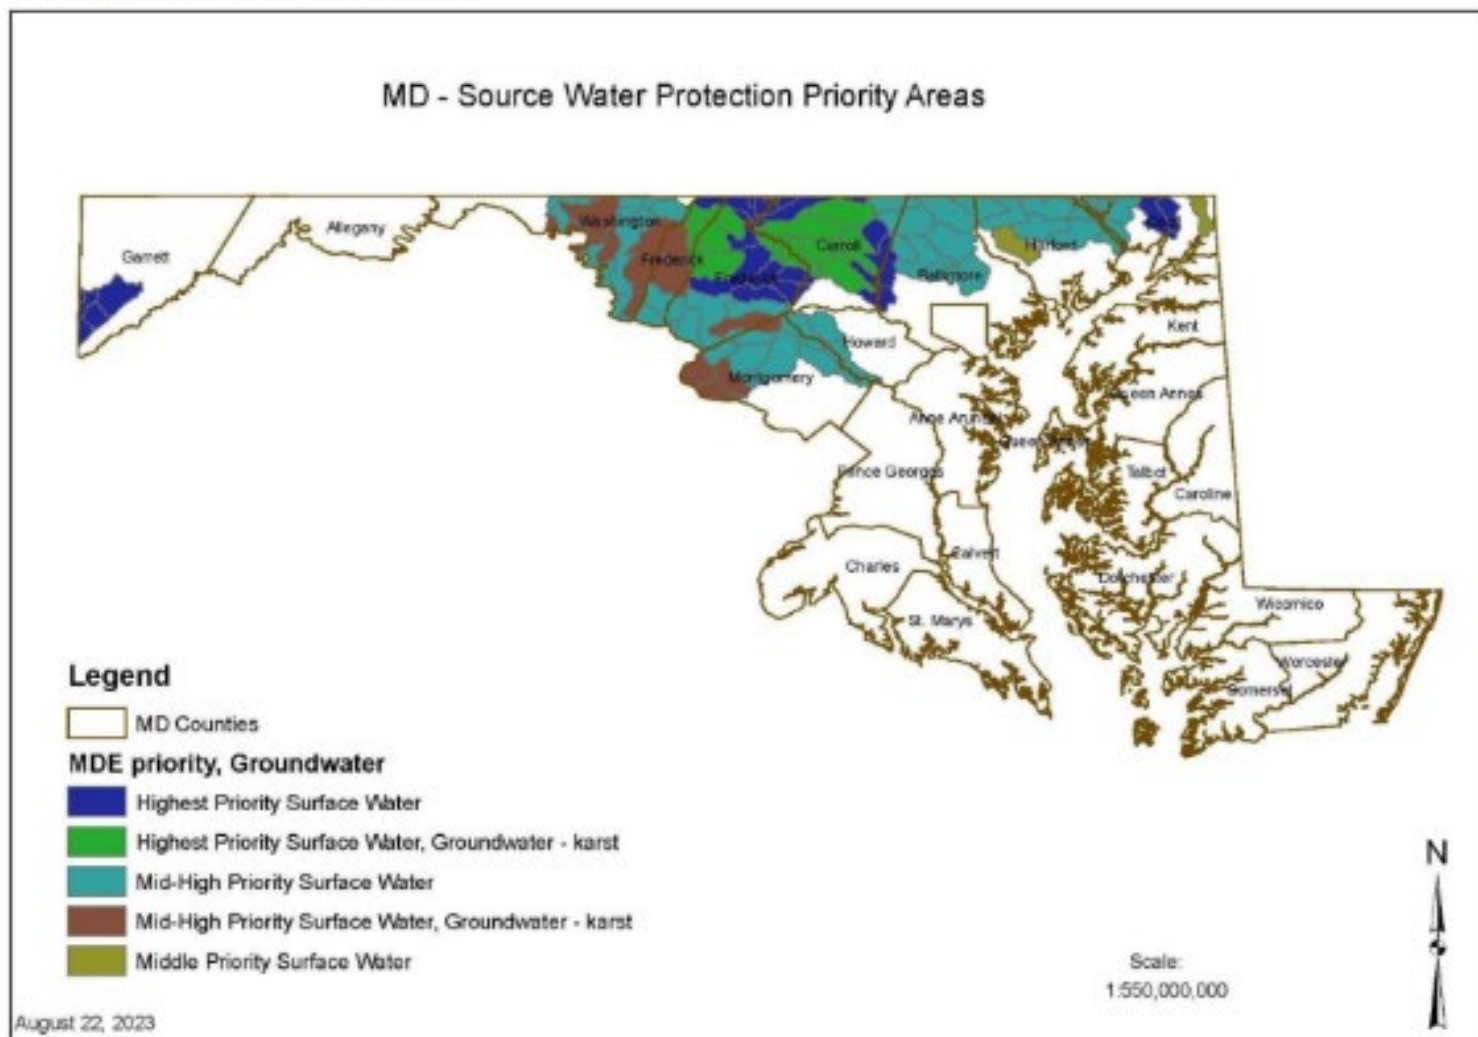 MD - Source Water Protection Priority Areas
Garrett
Allegany
Washington
Frederick
Frederick
Carroll
Baltimore
Harford
Kent
Howard
Montgomery
Queen Annes
Anne Arundel
Prince Georges
Talbot
Caroline
Charles
Calvert
Dorchester
St. Marys
Wicomico
Worcester
Somerset
Legend
MD Counties
MDE priority, Groundwater
Highest Priority Surface Water
Highest Priority Surface Water, Groundwater - karst
Mid-High Priority Surface Water
Mid-High Priority Surface Water, Groundwater - karst
Middle Priority Surface Water
N
Scale:
1:550,000,000
August 22, 2023